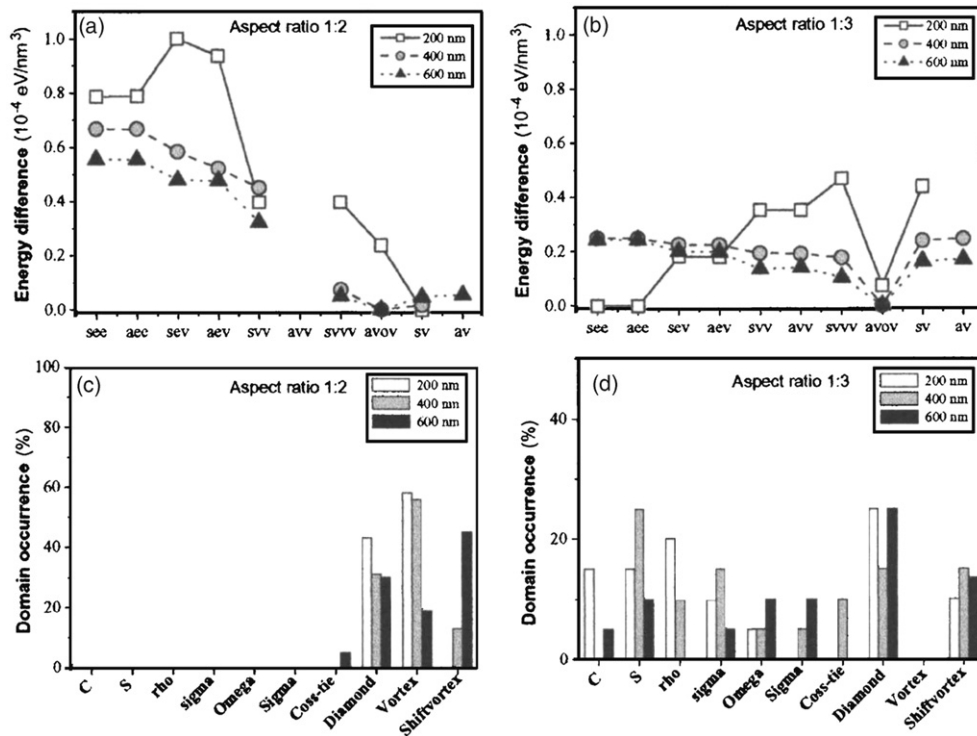 (a)
Aspect ratio 1:2
200 nm
400 nm
600 nm
Energy difference (10⁻⁴ eV/nm³)
1.0
0.8
0.6
0.4
0.2
0.0
see aec sev aev svv avv svvv avov sv av
(b)
Aspect ratio 1:3
200 nm
400 nm
600 nm
Energy difference (10⁻⁴ eV/nm³)
1.0
0.8
0.6
0.4
0.2
0.0
see aee sev aev svv avv svvv avov sv av
(c)
Aspect ratio 1:2
200 nm
400 nm
600 nm
Domain occurrence (%)
100
80
60
40
20
0
C S rho sigma Omega Sigma Coss-tie Diamond Vortex Shiftvortex
(d)
Aspect ratio 1:3
200 nm
400 nm
600 nm
Domain occurrence (%)
40
20
0
C S rho sigma Omega Sigma Coss-tie Diamond Vortex Shiftvortex